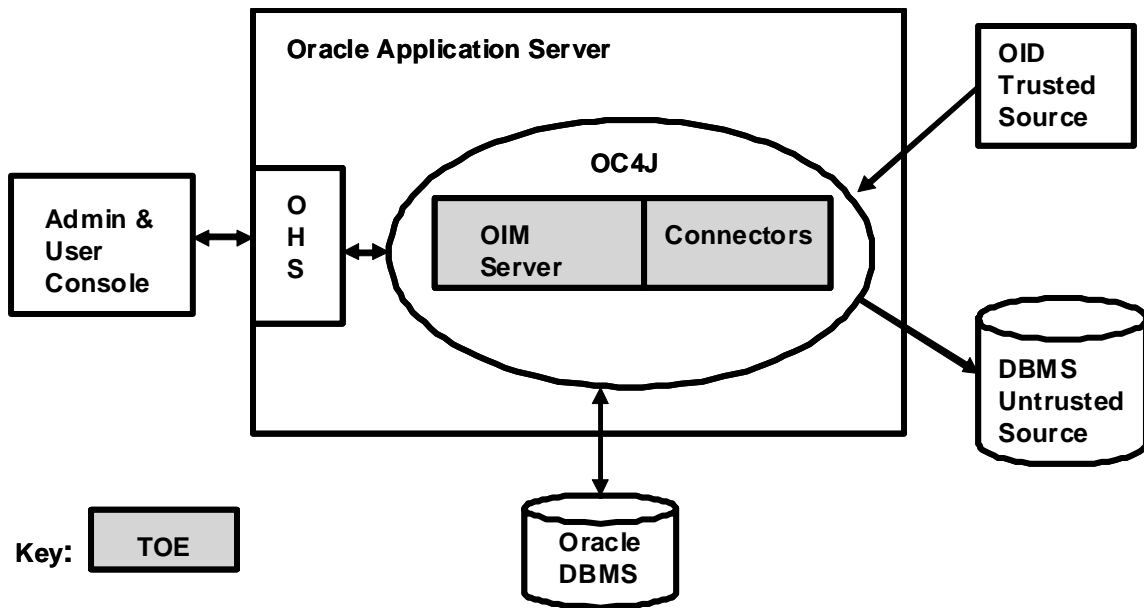 Oracle Application Server
OID
Trusted
Source
OC4J
O
H
S
Admin &
User
Console
OIM
Server
Connectors
DBMS
Untrusted
Source
Oracle
DBMS
Key:
TOE